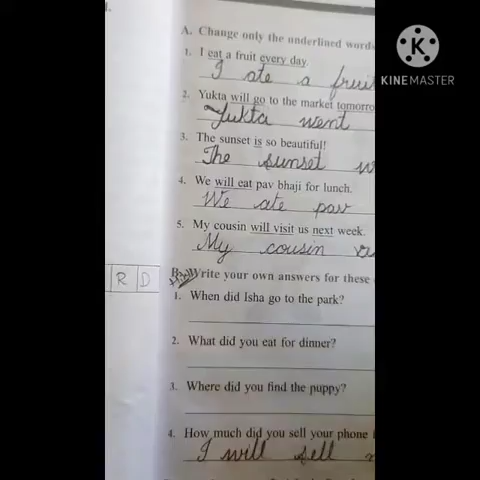 A. Change only the underlined words
1. I eat a fruit every day.
I ate a fruit
KINEMASTER
2. Yukta will go to the market tomorro
Yukta went
3. The sunset is so beautiful!
The sunset w
4. We will eat pav bhaji for lunch.
We ate pav
5. My cousin will visit us next week.
My cousin
R D
B. Write your own answers for these
1. When did Isha go to the park?
2. What did you eat for dinner?
3. Where did you find the puppy?
4. How much did you sell your phone
I will sell